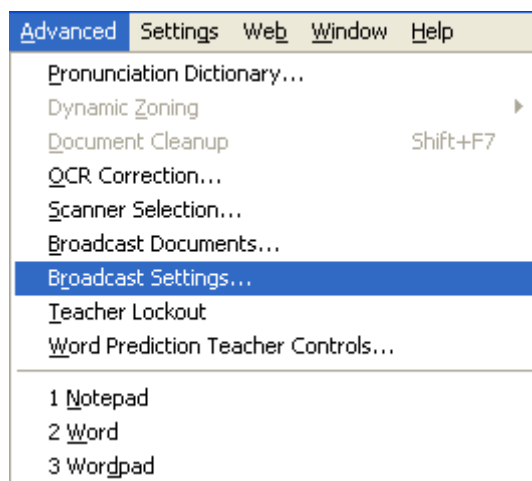 Advanced Settings Web Window Help
Pronunciation Dictionary...
Dynamic Zoning
Document Cleanup Shift+F7
OCR Correction...
Scanner Selection...
Broadcast Documents...
Broadcast Settings...
Teacher Lockout
Word Prediction Teacher Controls...
1 Notepad
2 Word
3 Wordpad